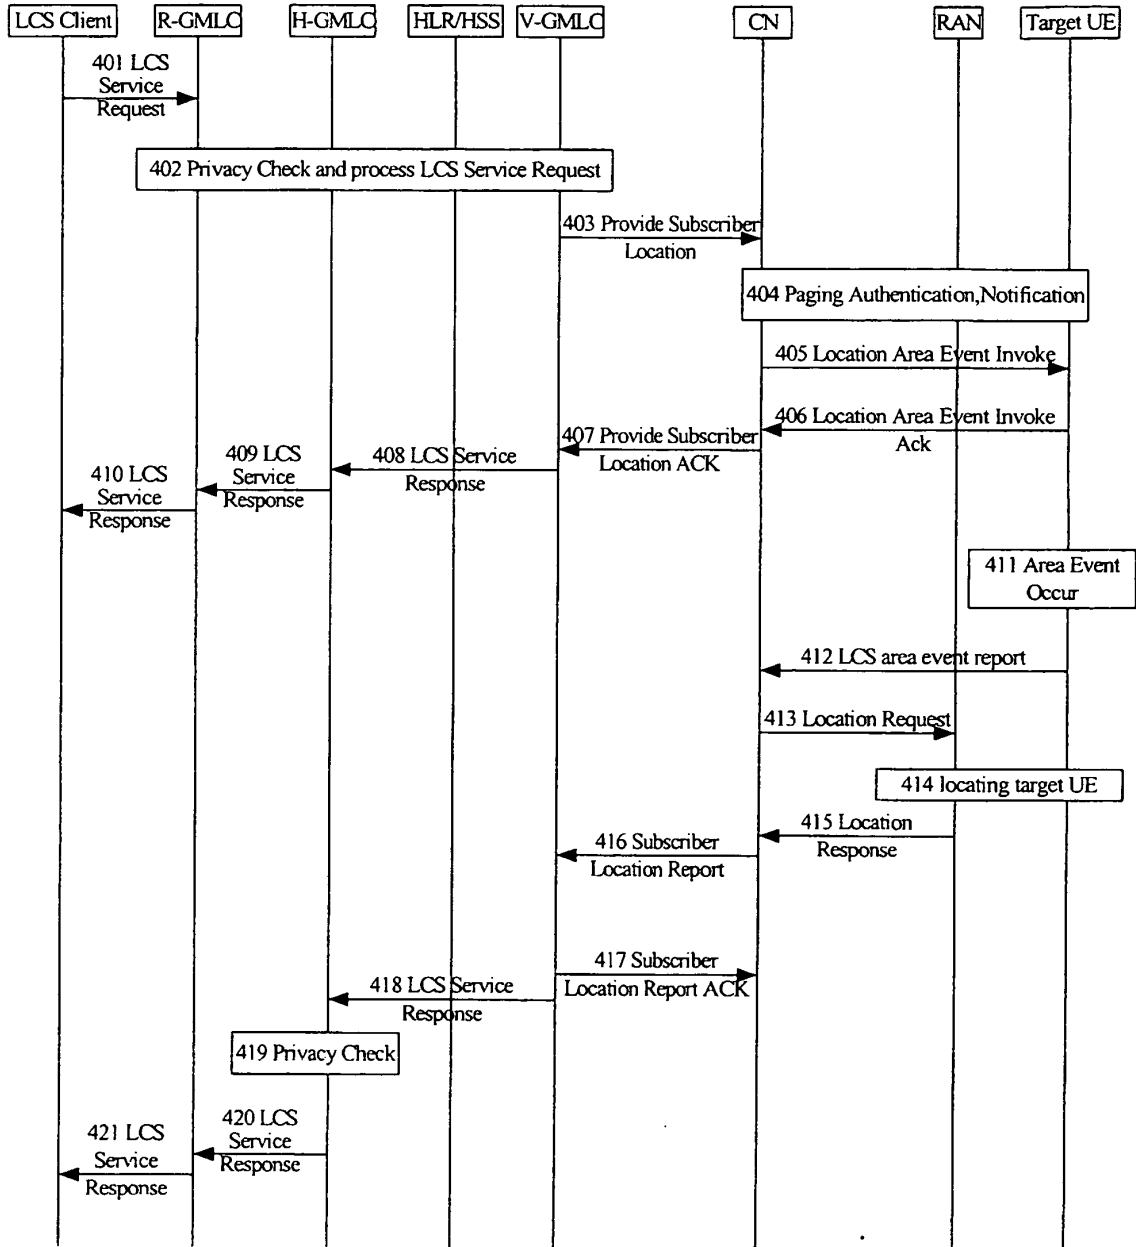 LCS Client
R-GMLC
H-GMLC
HLR/HSS
V-GMLC
CN
RAN
Target UE
401 LCS
Service
Request
402 Privacy Check and process LCS Service Request
403 Provide Subscriber
Location
404 Paging Authentication,Notification
405 Location Area Event Invoke
406 Location Area Event Invoke
Ack
407 Provide Subscriber
Location ACK
408 LCS Service
Response
409 LCS
Service
Response
410 LCS
Service
Response
411 Area Event
Occur
412 LCS area event report
413 Location Request
414 locating target UE
415 Location
Response
416 Subscriber
Location Report
417 Subscriber
Location Report ACK
418 LCS Service
Response
419 Privacy Check
420 LCS
Service
Response
421 LCS
Service
Response